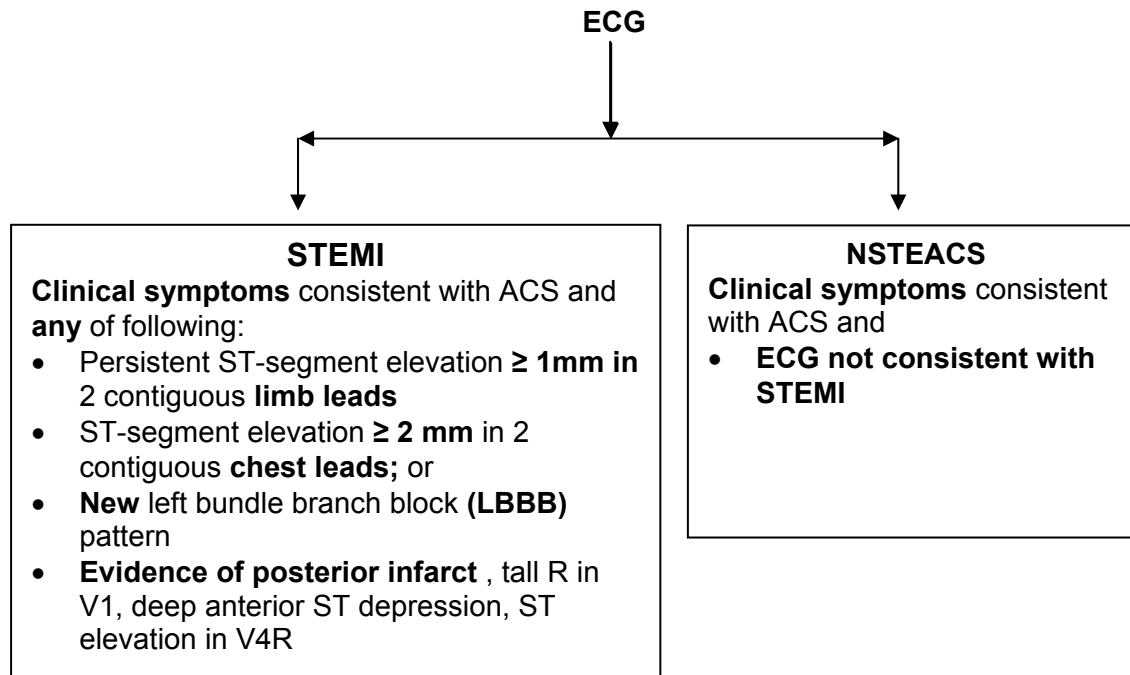 ECG
STEMI
Clinical symptoms consistent with ACS and
any of following:
• Persistent ST-segment elevation ≥ 1mm in
2 contiguous limb leads
• ST-segment elevation ≥ 2 mm in 2
contiguous chest leads; or
• New left bundle branch block (LBBB)
pattern
• Evidence of posterior infarct , tall R in
V1, deep anterior ST depression, ST
elevation in V4R
NSTEACS
Clinical symptoms consistent
with ACS and
• ECG not consistent with
STEMI